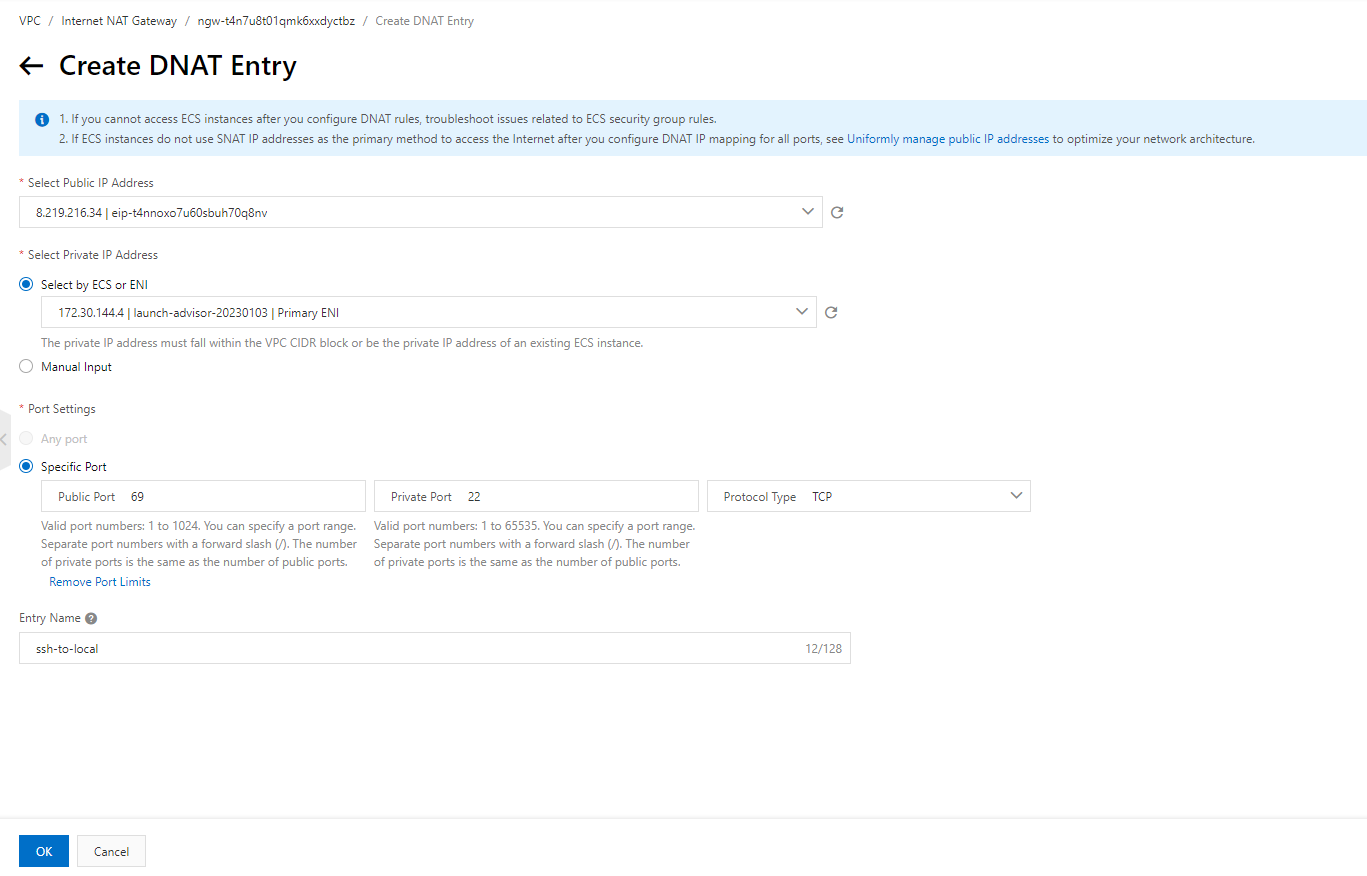 VPC / Internet NAT Gateway / ngw-t4n7u8t01qmk6xxdyctbz / Create DNAT Entry
Create DNAT Entry
1. If you cannot access ECS instances after you configure DNAT rules, troubleshoot issues related to ECS security group rules.
2. If ECS instances do not use SNAT IP addresses as the primary method to access the Internet after you configure DNAT IP mapping for all ports, see Uniformly manage public IP addresses to optimize your network architecture.
* Select Public IP Address
8.219.216.34 | eip-t4nnoxo7u60sbuh70q8nv
* Select Private IP Address
Select by ECS or ENI
172.30.144.4 | launch-advisor-20230103 | Primary ENI
The private IP address must fall within the VPC CIDR block or be the private IP address of an existing ECS instance.
Manual Input
* Port Settings
Any port
Specific Port
Public Port 69
Valid port numbers: 1 to 1024. You can specify a port range.
Separate port numbers with a forward slash (/). The number
of private ports is the same as the number of public ports.
Remove Port Limits
Private Port 22
Valid port numbers: 1 to 65535. You can specify a port range.
Separate port numbers with a forward slash (/). The number
of private ports is the same as the number of public ports.
Protocol Type TCP
Entry Name ?
ssh-to-local 12/128
OK Cancel